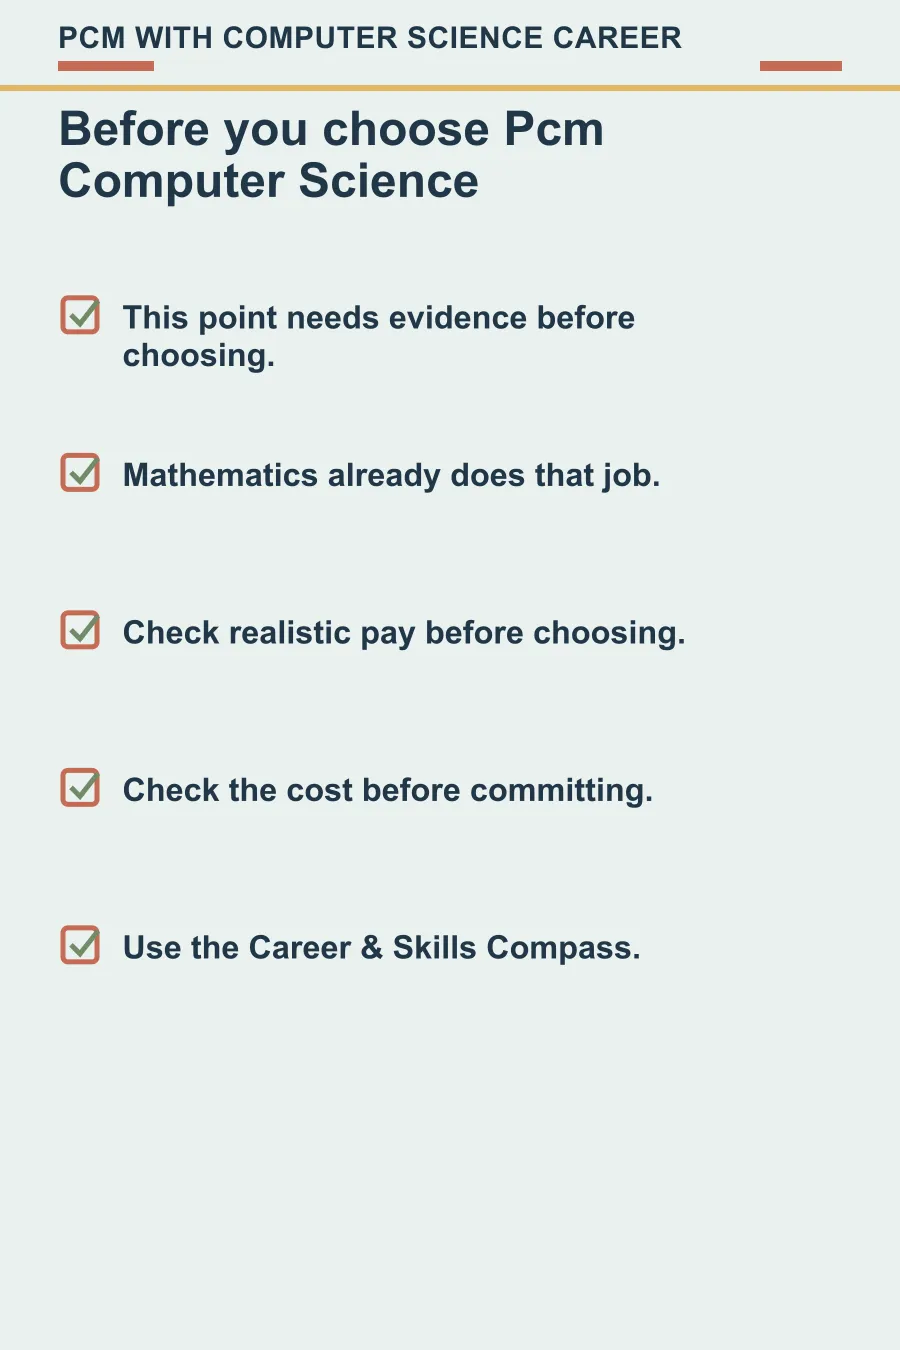 PCM WITH COMPUTER SCIENCE CAREER
Before you choose Pcm
Computer Science
This point needs evidence before
choosing.
Mathematics already does that job.
Check realistic pay before choosing.
Check the cost before committing.
Use the Career & Skills Compass.